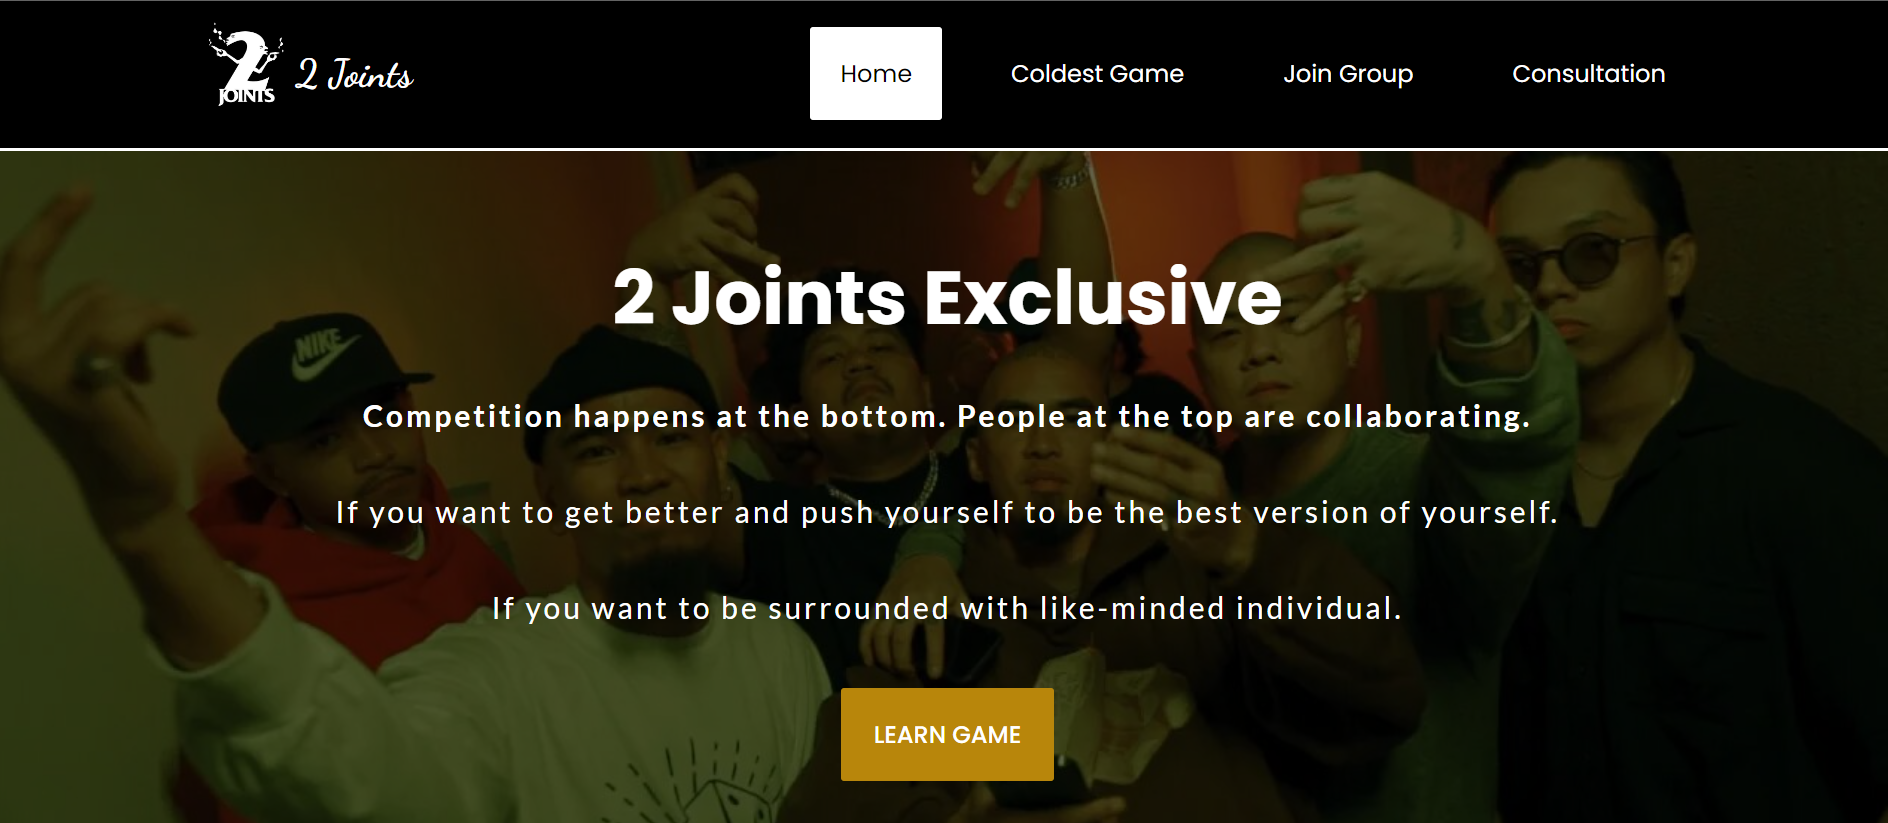 2
JOINTS
2 Joints
Home
Coldest Game
Join Group
Consultation
2 Joints Exclusive
NIKE
Competition happens at the bottom. People at the top are collaborating.
If you want to get better and push yourself to be the best version of yourself.
If you want to be surrounded with like-minded individual.
LEARN GAME